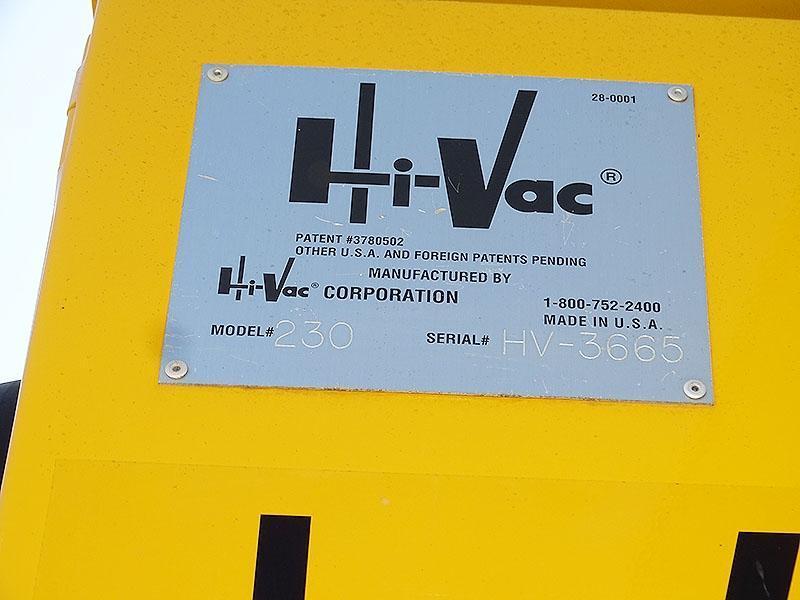 28-0001
Hi-Vac®
PATENT #3780502
OTHER U.S.A. AND FOREIGN PATENTS PENDING
MANUFACTURED BY
Hi-Vac® CORPORATION
1-800-752-2400
MADE IN U.S.A.
MODEL# 230 SERIAL# HV-3665